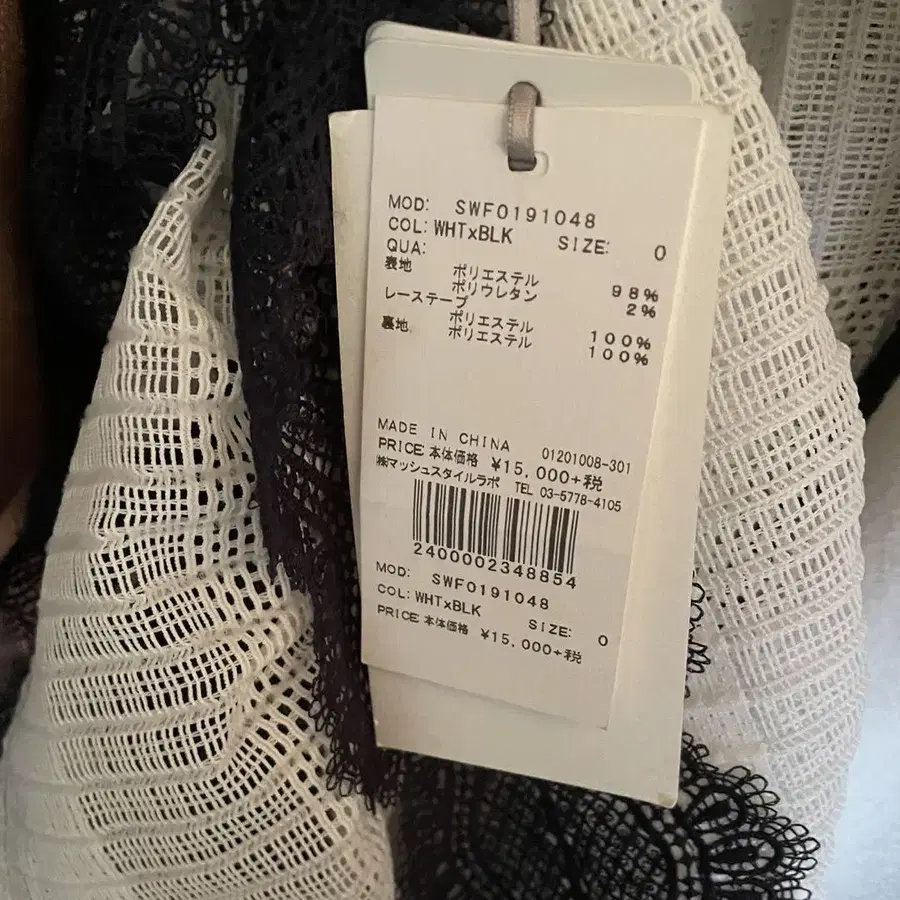 MOD: SWF0191048
COL: WHTxBLK SIZE: 0
QUA:
表地 ポリエステル 98%
ポリウレタン 2%
レーステープ
ポリエステル 100%
裏地 ポリエステル 100%
MADE IN CHINA 01201008-301
PRICE 本体価格 ¥15,000+税
㈱マッシュスタイルラボ TEL 03-5778-4105
2400002348854
MOD: SWF0191048
COL: WHTxBLK SIZE: 0
PRICE 本体価格 ¥15,000+税